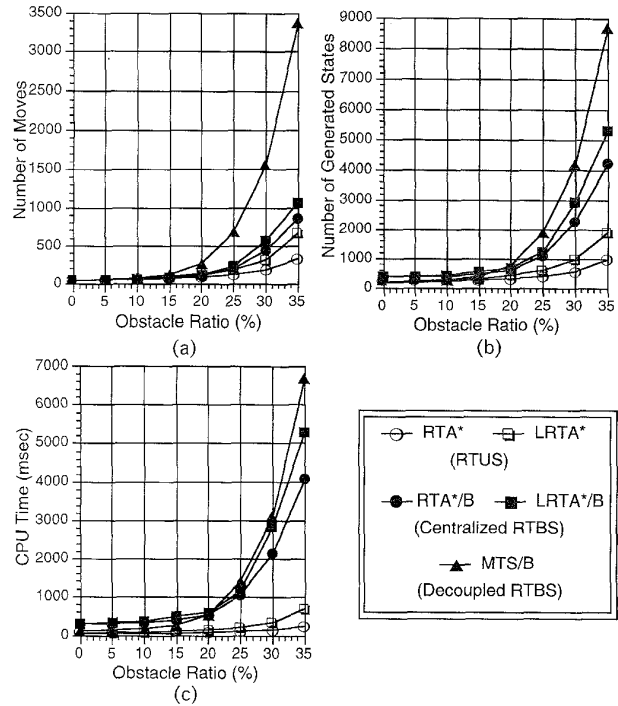 3500
3000
2500
2000
1500
1000
500
0
Number of Moves
0 5 10 15 20 25 30 35
Obstacle Ratio (%)
(a)
9000
8000
7000
6000
5000
4000
3000
2000
1000
0
Number of Generated States
0 5 10 15 20 25 30 35
Obstacle Ratio (%)
(b)
7000
6000
5000
4000
3000
2000
1000
0
CPU Time (msec)
0 5 10 15 20 25 30 35
Obstacle Ratio (%)
(c)
RTA* LRTA*
(RTUS)
RTA*/B LRTA*/B
(Centralized RTBS)
MTS/B
(Decoupled RTBS)